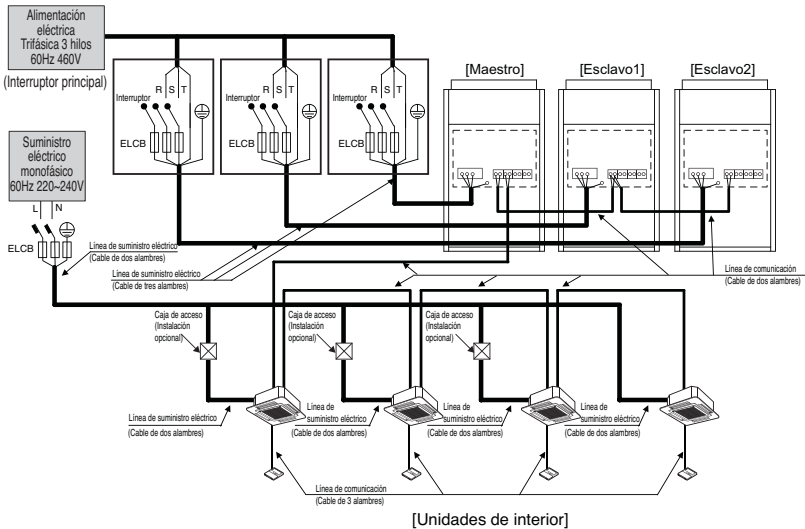 Alimentación
eléctrica
Trifásica 3 hilos
60Hz 460V
(Interruptor principal)
R S T
Interruptor
ELCB
R S T
Interruptor
ELCB
R S T
Interruptor
ELCB
[Maestro]
[Esclavo1]
[Esclavo2]
Suministro
eléctrico
monofásico
60Hz 220~240V
L N
ELCB
Línea de suministro eléctrico
(Cable de dos alambres)
Línea de suministro eléctrico
(Cable de tres alambres)
Línea de comunicación
(Cable de dos alambres)
Caja de acceso
(Instalación
opcional)
Caja de acceso
(Instalación
opcional)
Caja de acceso
(Instalación
opcional)
Línea de suministro eléctrico
(Cable de dos alambres)
Línea de
suministro eléctrico
(Cable de dos alambres)
Línea de
suministro eléctrico
(Cable de dos alambres)
Línea de
suministro eléctrico
(Cable de dos alambres)
Línea de comunicación
(Cable de 3 alambres)
[Unidades de interior]